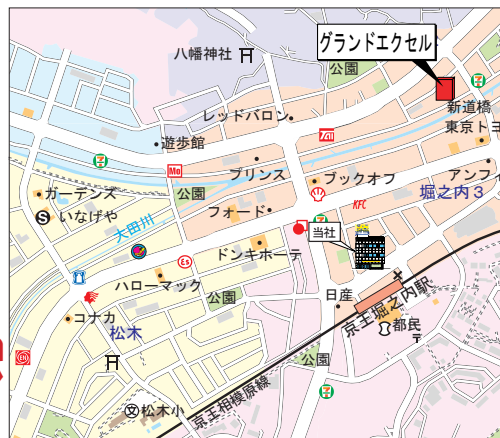 グランドエクセル
八幡神社
公園
新道橋
レッドバロン
東京トヨ
遊歩館
Mo
プリンス
ブックオフ
アンフィ
ガーデンズ
公園
堀之内3
KFC
S いなげや
大田川
フォード
当社
Es
ドンキホーテ
ハローマック
公園
日産
京王堀之内駅
コナカ
松木
都民
公園
京王相模原線
文 松木小